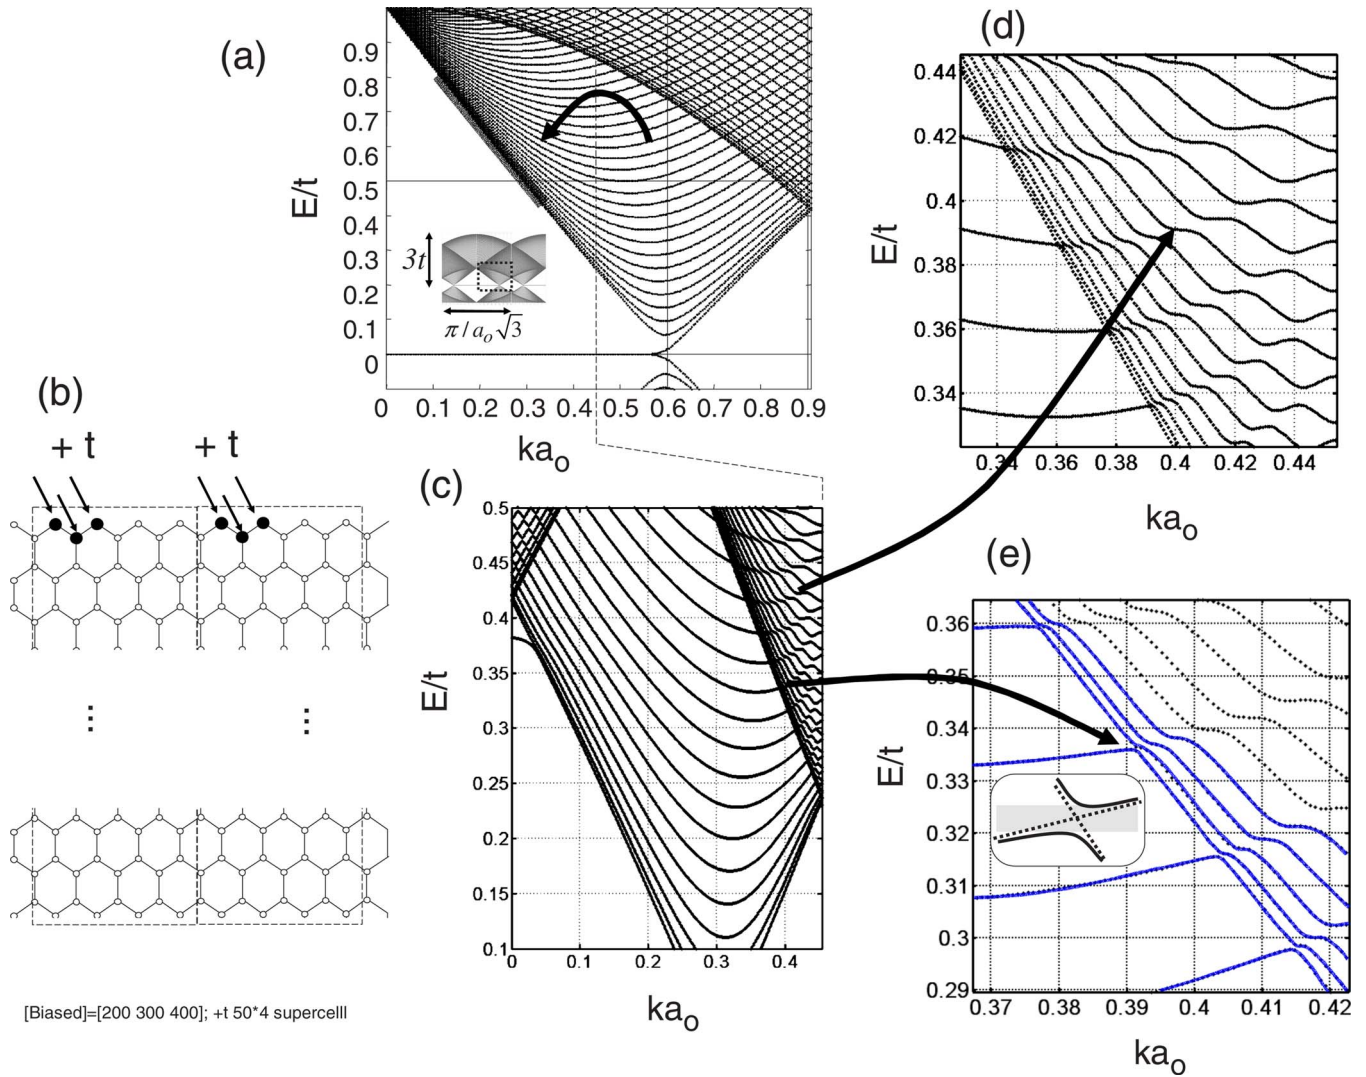 (a)
E/t
0.9
0.8
0.7
0.6
0.5
0.4
0.3
0.2
0.1
0
3t
π / a₀√3
0 0.1 0.2 0.3 0.4 0.5 0.6 0.7 0.8 0.9
ka₀
(d)
E/t
0.44
0.42
0.4
0.38
0.36
0.34
0.34 0.36 0.38 0.4 0.42 0.44
ka₀
(b)
+ t + t
...
...
[Biased]=[200 300 400]; +t 50*4 supercelll
(c)
E/t
0.5
0.45
0.4
0.35
0.3
0.25
0.2
0.15
0.1
0 0.1 0.2 0.3 0.4
ka₀
(e)
E/t
0.36
0.35
0.34
0.33
0.32
0.31
0.3
0.29
0.37 0.38 0.39 0.4 0.41 0.42
ka₀